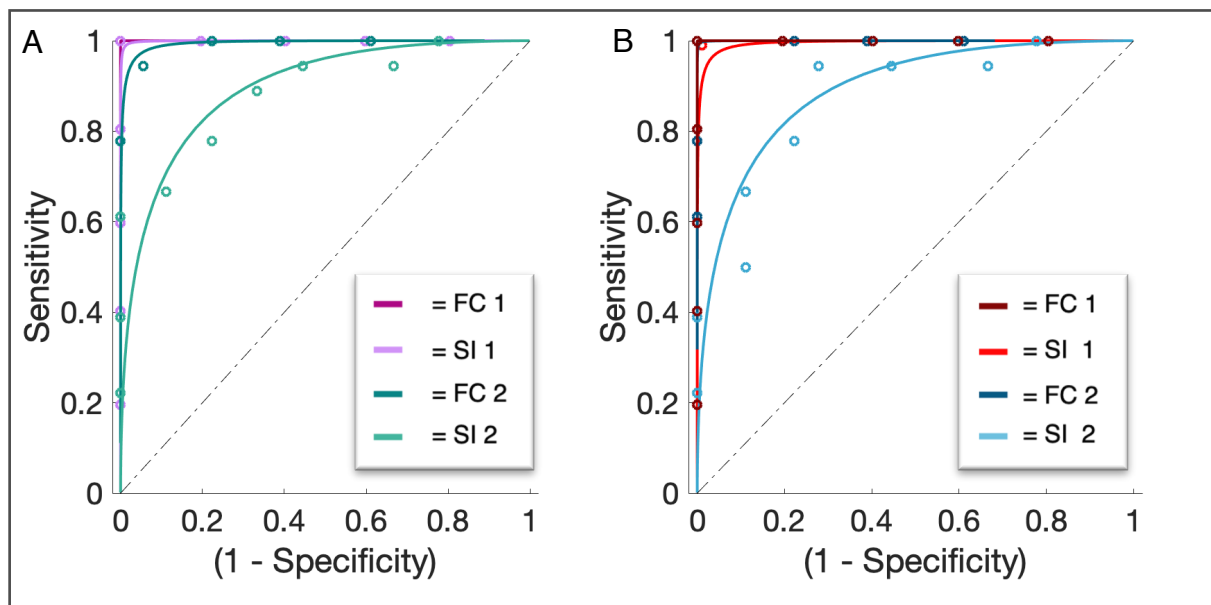 A
Sensitivity
1
0.8
0.6
0.4
0.2
0
0 0.2 0.4 0.6 0.8 1
(1 - Specificity)
= FC 1
= SI 1
= FC 2
= SI 2
B
Sensitivity
1
0.8
0.6
0.4
0.2
0
0 0.2 0.4 0.6 0.8 1
(1 - Specificity)
= FC 1
= SI 1
= FC 2
= SI 2